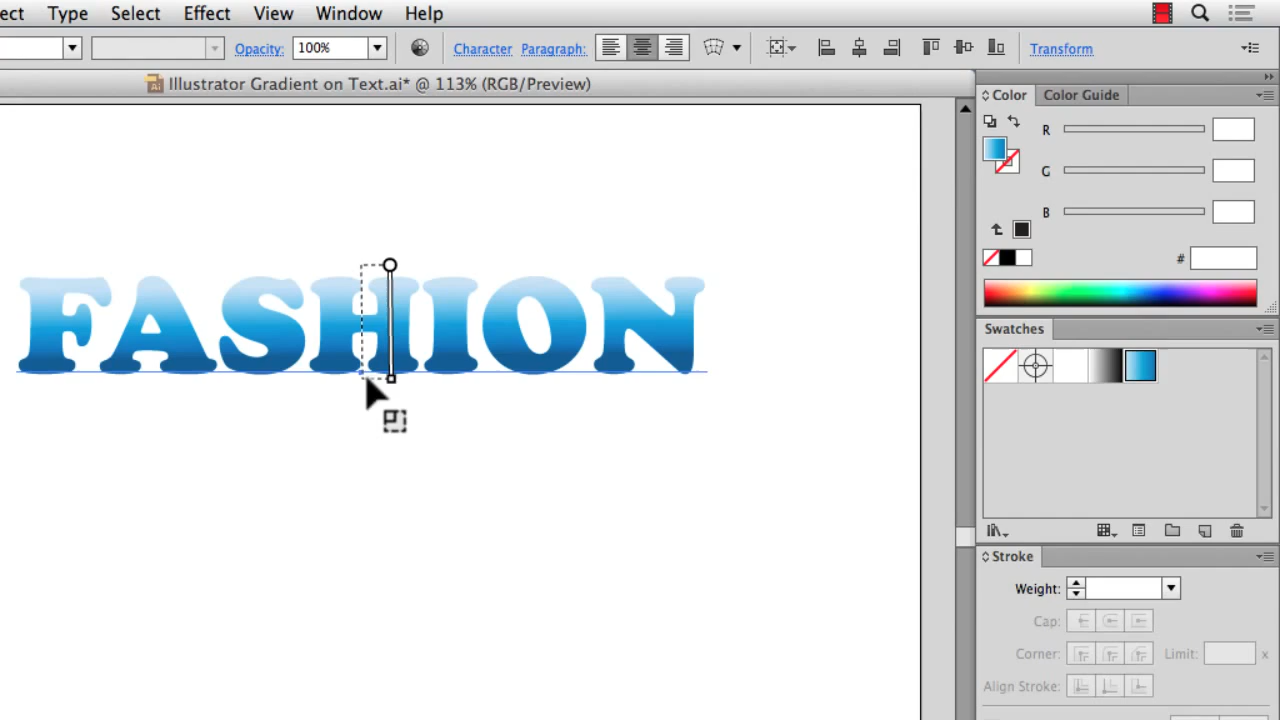 ect Type Select Effect View Window Help
Opacity: 100% Character Paragraph: Transform
Illustrator Gradient on Text.ai* @ 113% (RGB/Preview)
Color Color Guide
R
G
B
#
FASHION
Swatches
Stroke
Weight:
Cap:
Corner: Limit: x
Align Stroke: